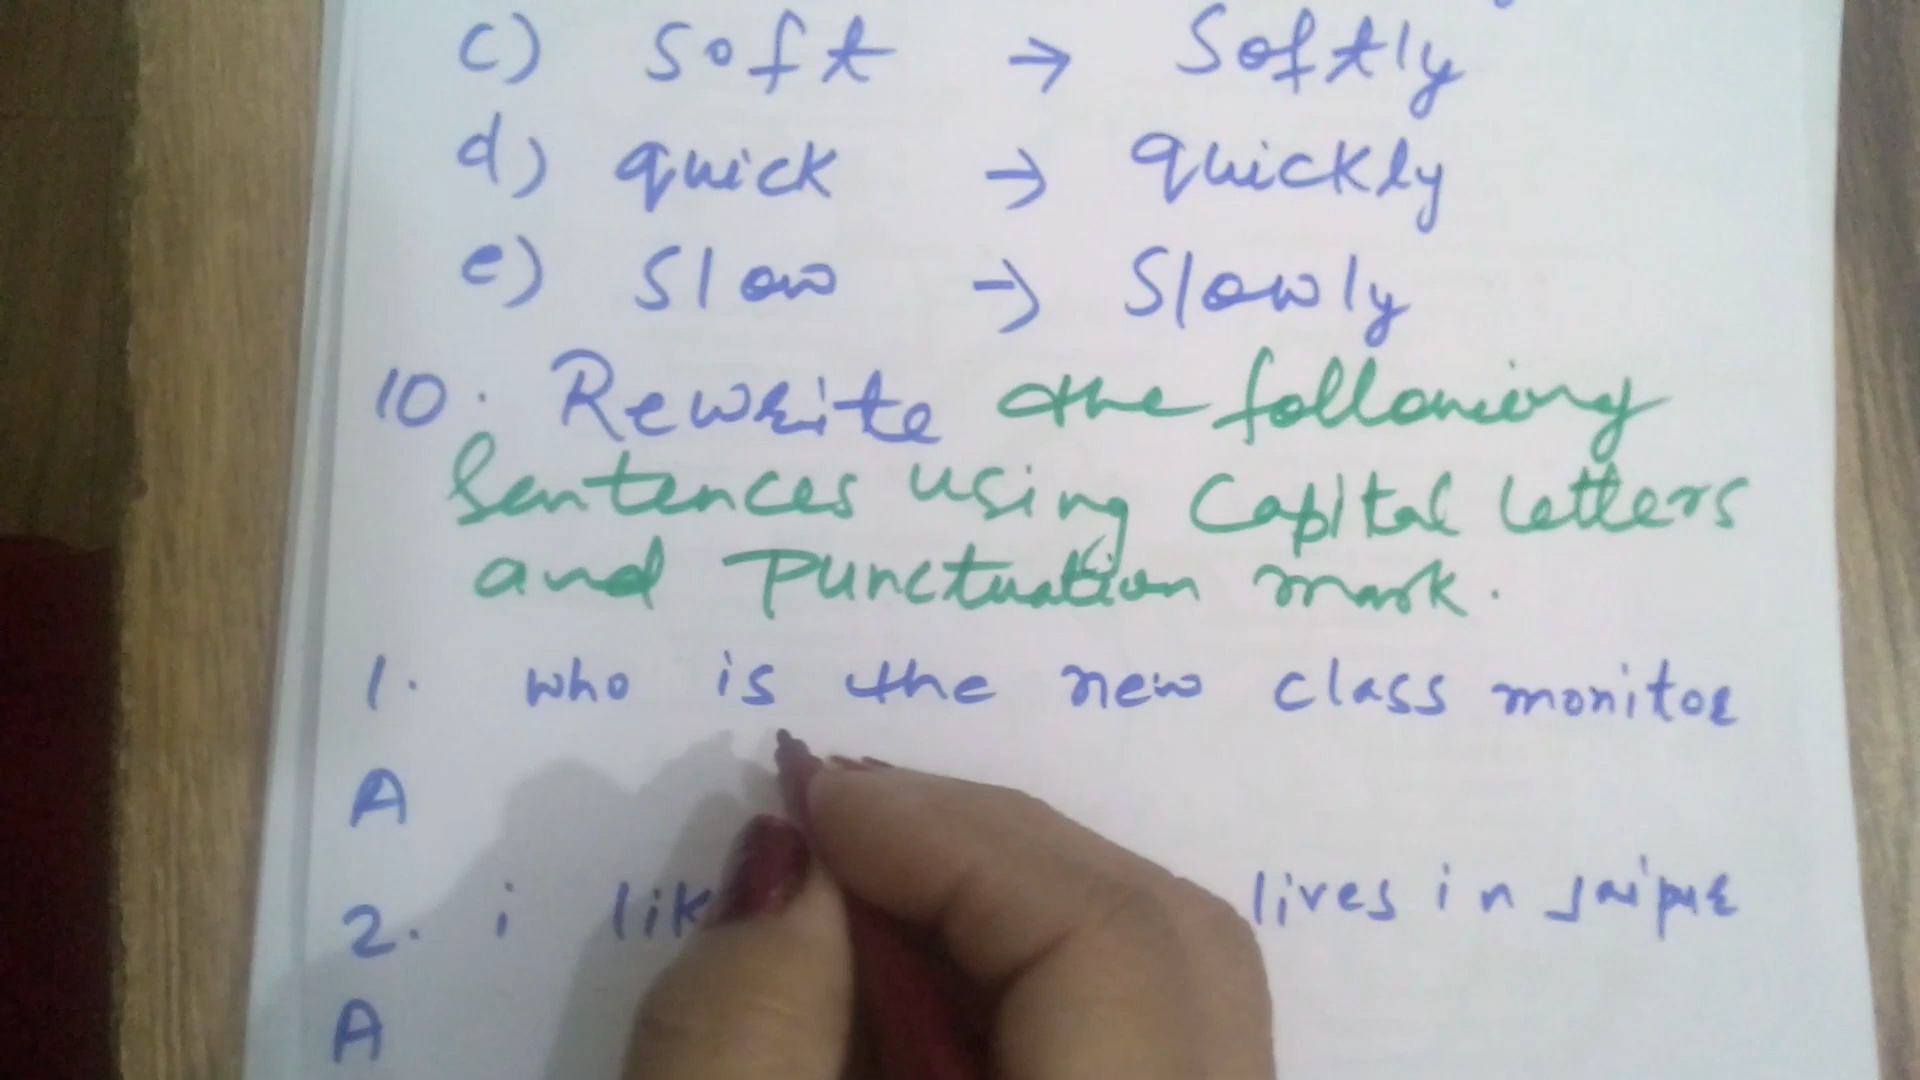 c) Soft → Softly
d) quick → quickly
e) Slow → Slowly
10. Rewrite the following
Sentences using Capital letters
and Punctuation mark.
1. who is the new class monitor
A
2. i lik lives in jaipur
A